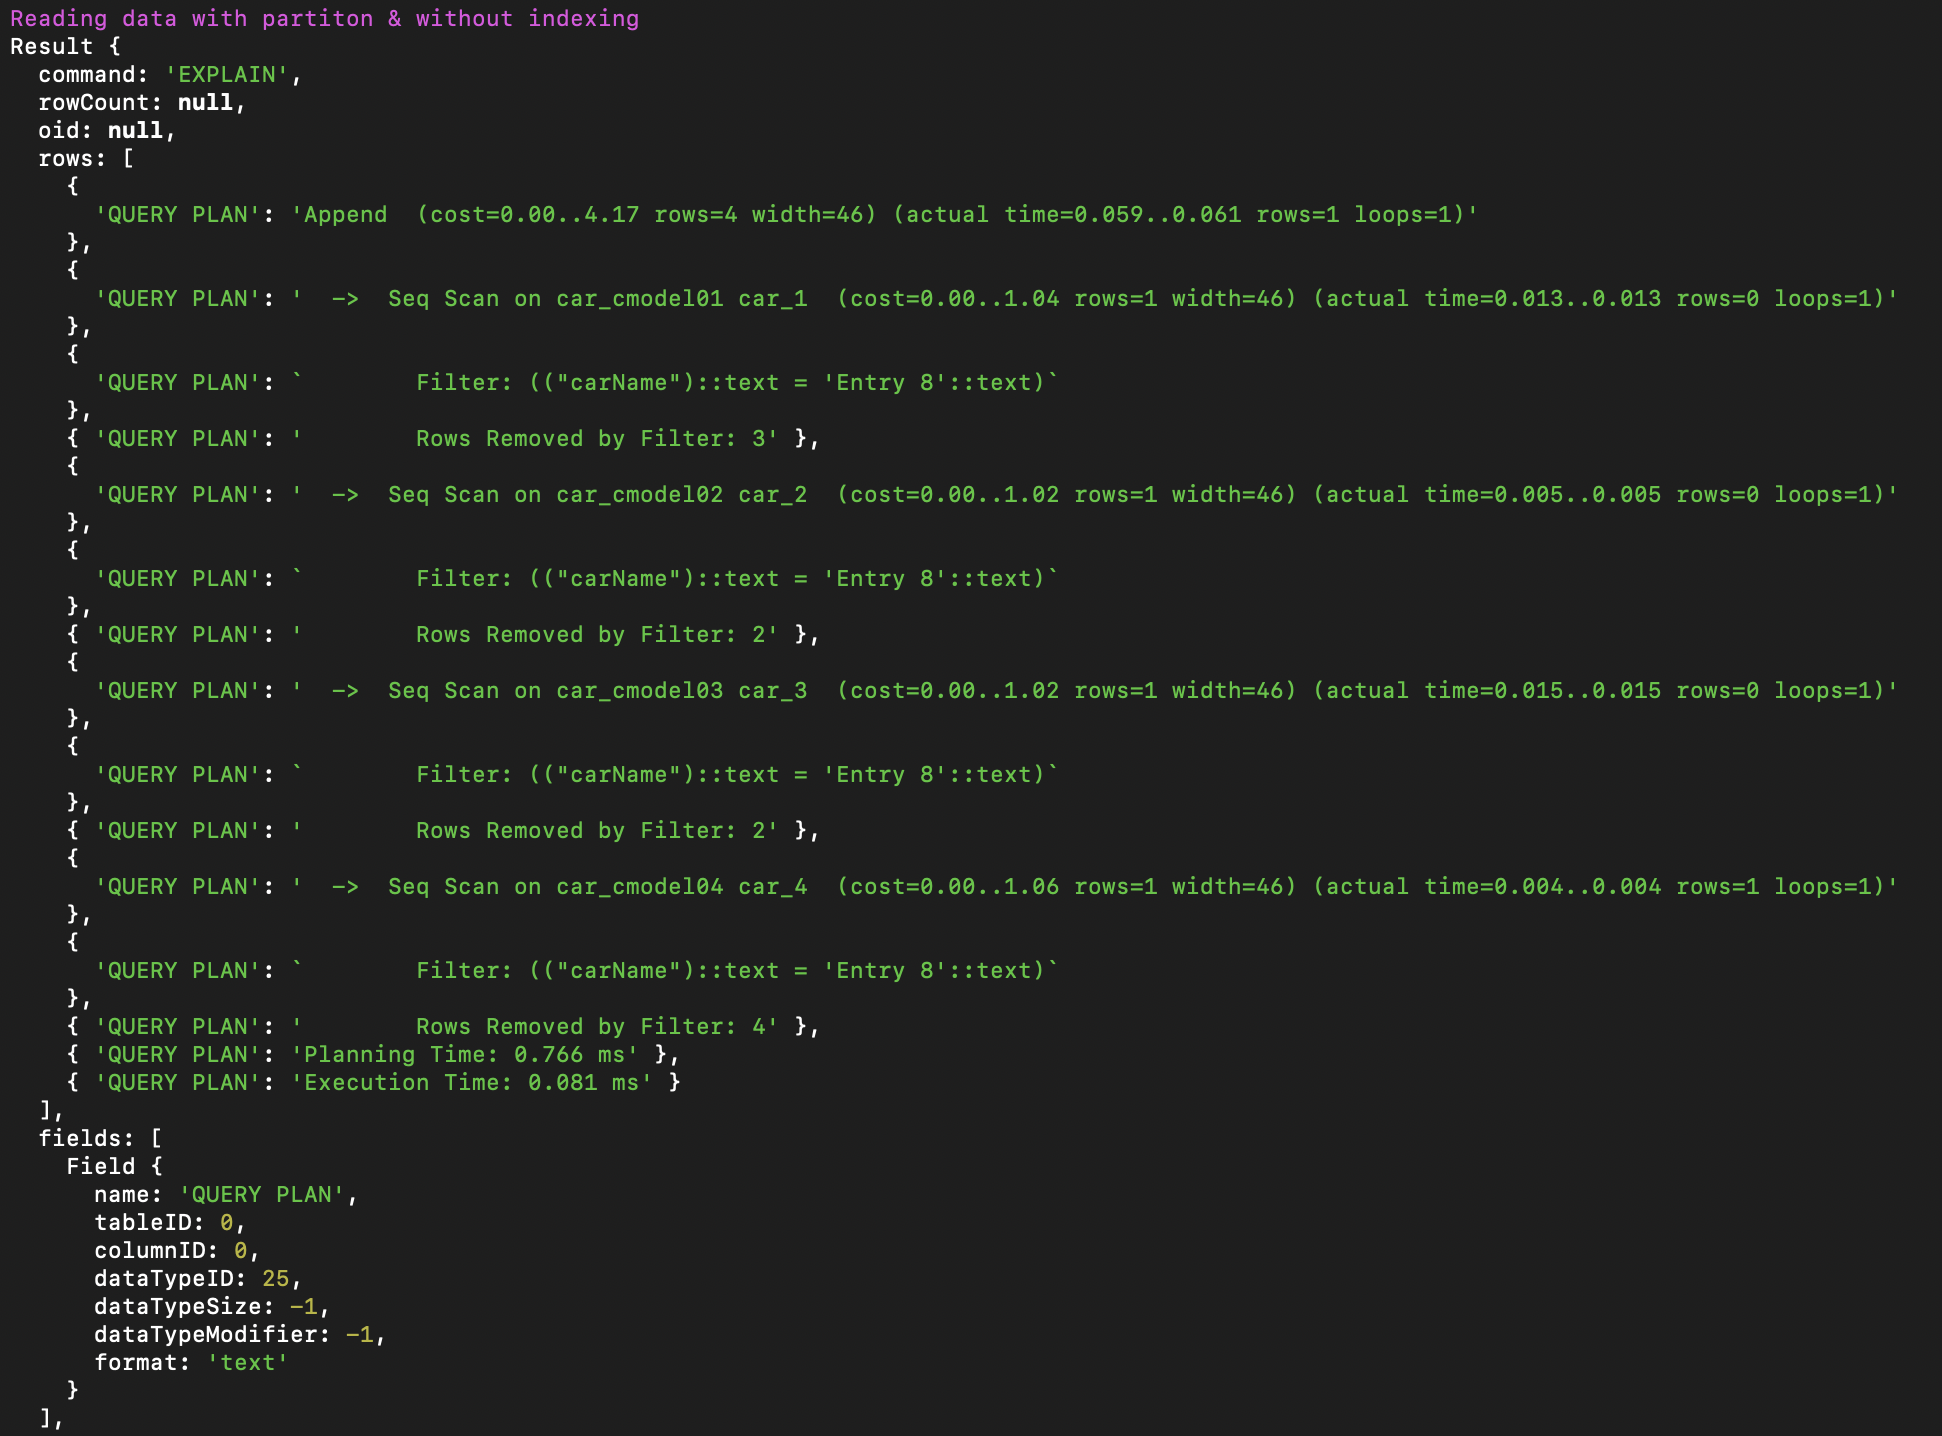 Reading data with partiton & without indexing
Result {
  command: 'EXPLAIN',
  rowCount: null,
  oid: null,
  rows: [
    {
      'QUERY PLAN': 'Append  (cost=0.00..4.17 rows=4 width=46) (actual time=0.059..0.061 rows=1 loops=1)'
    },
    {
      'QUERY PLAN': '  ->  Seq Scan on car_cmodel01 car_1  (cost=0.00..1.04 rows=1 width=46) (actual time=0.013..0.013 rows=0 loops=1)'
    },
    {
      'QUERY PLAN': `        Filter: (("carName")::text = 'Entry 8'::text)`
    },
    { 'QUERY PLAN': '        Rows Removed by Filter: 3' },
    {
      'QUERY PLAN': '  ->  Seq Scan on car_cmodel02 car_2  (cost=0.00..1.02 rows=1 width=46) (actual time=0.005..0.005 rows=0 loops=1)'
    },
    {
      'QUERY PLAN': `        Filter: (("carName")::text = 'Entry 8'::text)`
    },
    { 'QUERY PLAN': '        Rows Removed by Filter: 2' },
    {
      'QUERY PLAN': '  ->  Seq Scan on car_cmodel03 car_3  (cost=0.00..1.02 rows=1 width=46) (actual time=0.015..0.015 rows=0 loops=1)'
    },
    {
      'QUERY PLAN': `        Filter: (("carName")::text = 'Entry 8'::text)`
    },
    { 'QUERY PLAN': '        Rows Removed by Filter: 2' },
    {
      'QUERY PLAN': '  ->  Seq Scan on car_cmodel04 car_4  (cost=0.00..1.06 rows=1 width=46) (actual time=0.004..0.004 rows=1 loops=1)'
    },
    {
      'QUERY PLAN': `        Filter: (("carName")::text = 'Entry 8'::text)`
    },
    { 'QUERY PLAN': '        Rows Removed by Filter: 4' },
    { 'QUERY PLAN': 'Planning Time: 0.766 ms' },
    { 'QUERY PLAN': 'Execution Time: 0.081 ms' }
  ],
  fields: [
    Field {
      name: 'QUERY PLAN',
      tableID: 0,
      columnID: 0,
      dataTypeID: 25,
      dataTypeSize: -1,
      dataTypeModifier: -1,
      format: 'text'
    }
  ],